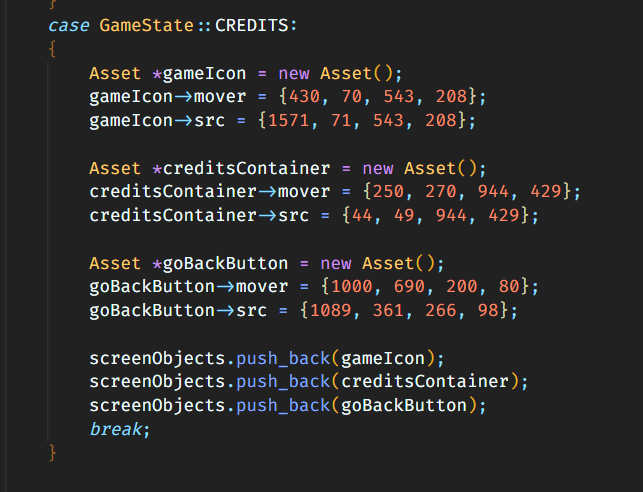 }
case GameState::CREDITS:
{
Asset *gameIcon = new Asset();
gameIcon->mover = {430, 70, 543, 208};
gameIcon->src = {1571, 71, 543, 208};
Asset *creditsContainer = new Asset();
creditsContainer->mover = {250, 270, 944, 429};
creditsContainer->src = {44, 49, 944, 429};
Asset *goBackButton = new Asset();
goBackButton->mover = {1000, 690, 200, 80};
goBackButton->src = {1089, 361, 266, 98};
screenObjects.push_back(gameIcon);
screenObjects.push_back(creditsContainer);
screenObjects.push_back(goBackButton);
break;
}